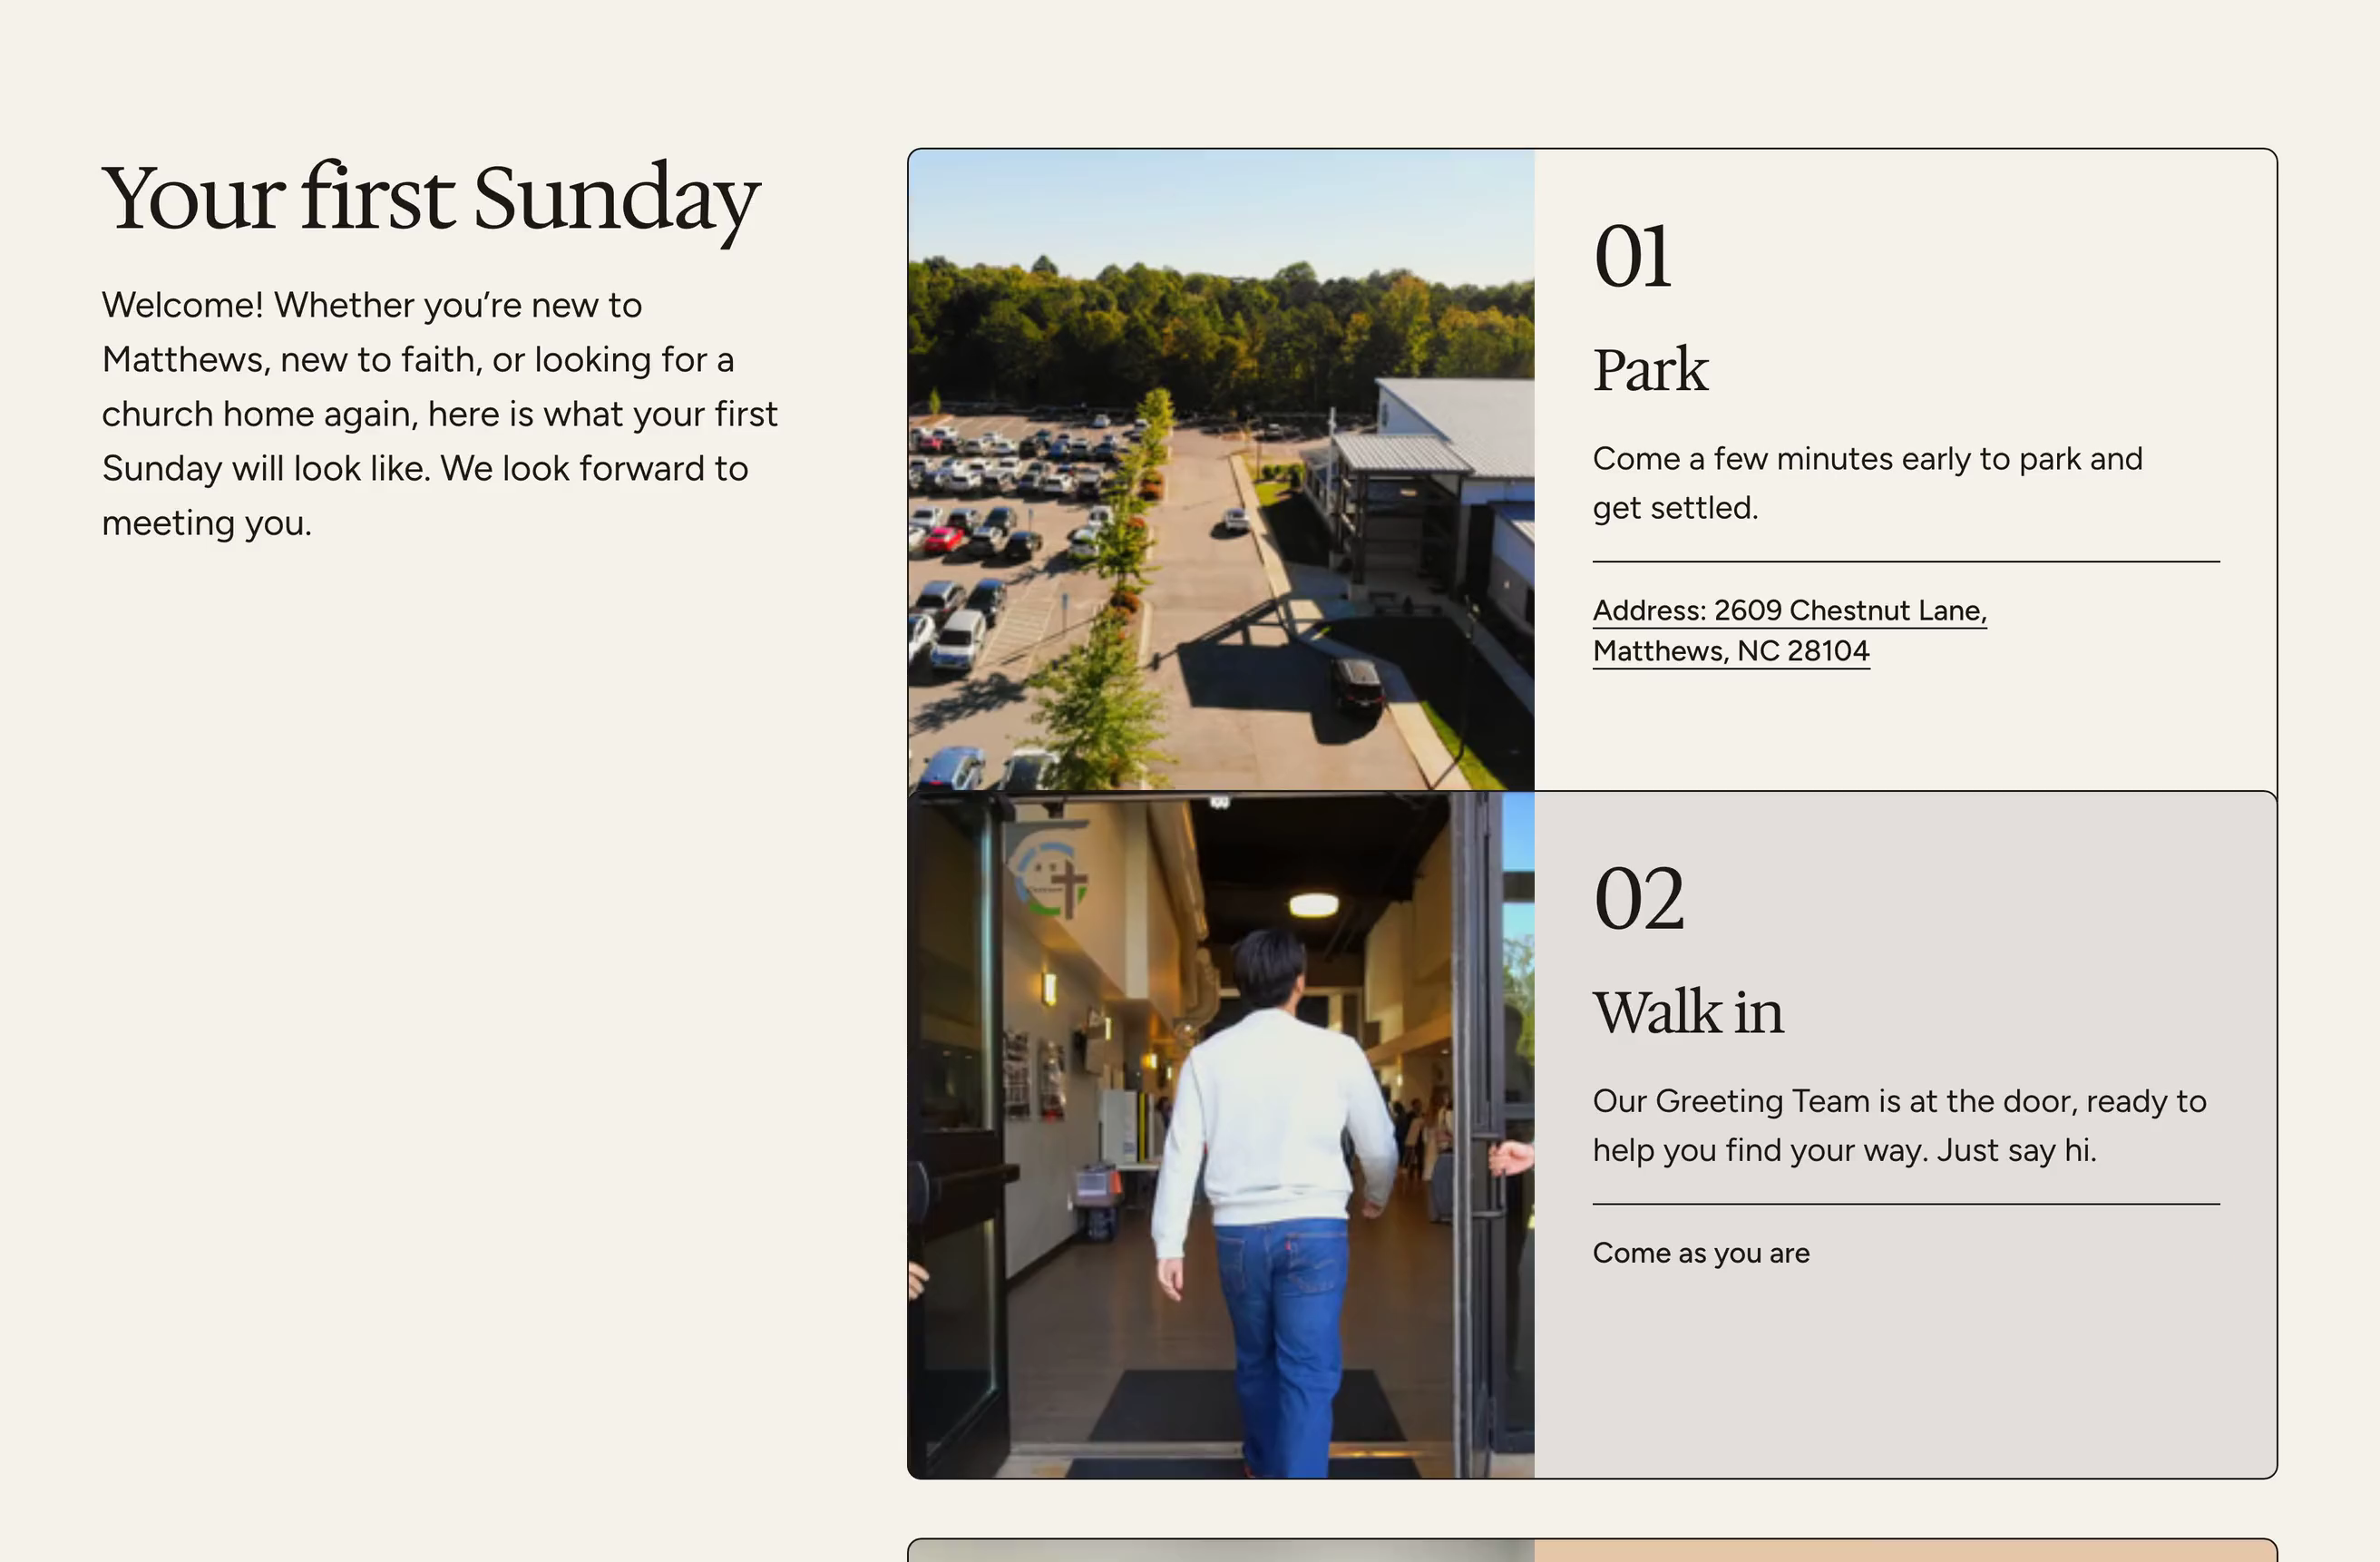 Your first Sunday
Welcome! Whether you’re new to
Matthews, new to faith, or looking for a
church home again, here is what your first
Sunday will look like. We look forward to
meeting you.
01
Park
Come a few minutes early to park and
get settled.
Address: 2609 Chestnut Lane,
Matthews, NC 28104
02
Walk in
Our Greeting Team is at the door, ready to
help you find your way. Just say hi.
Come as you are